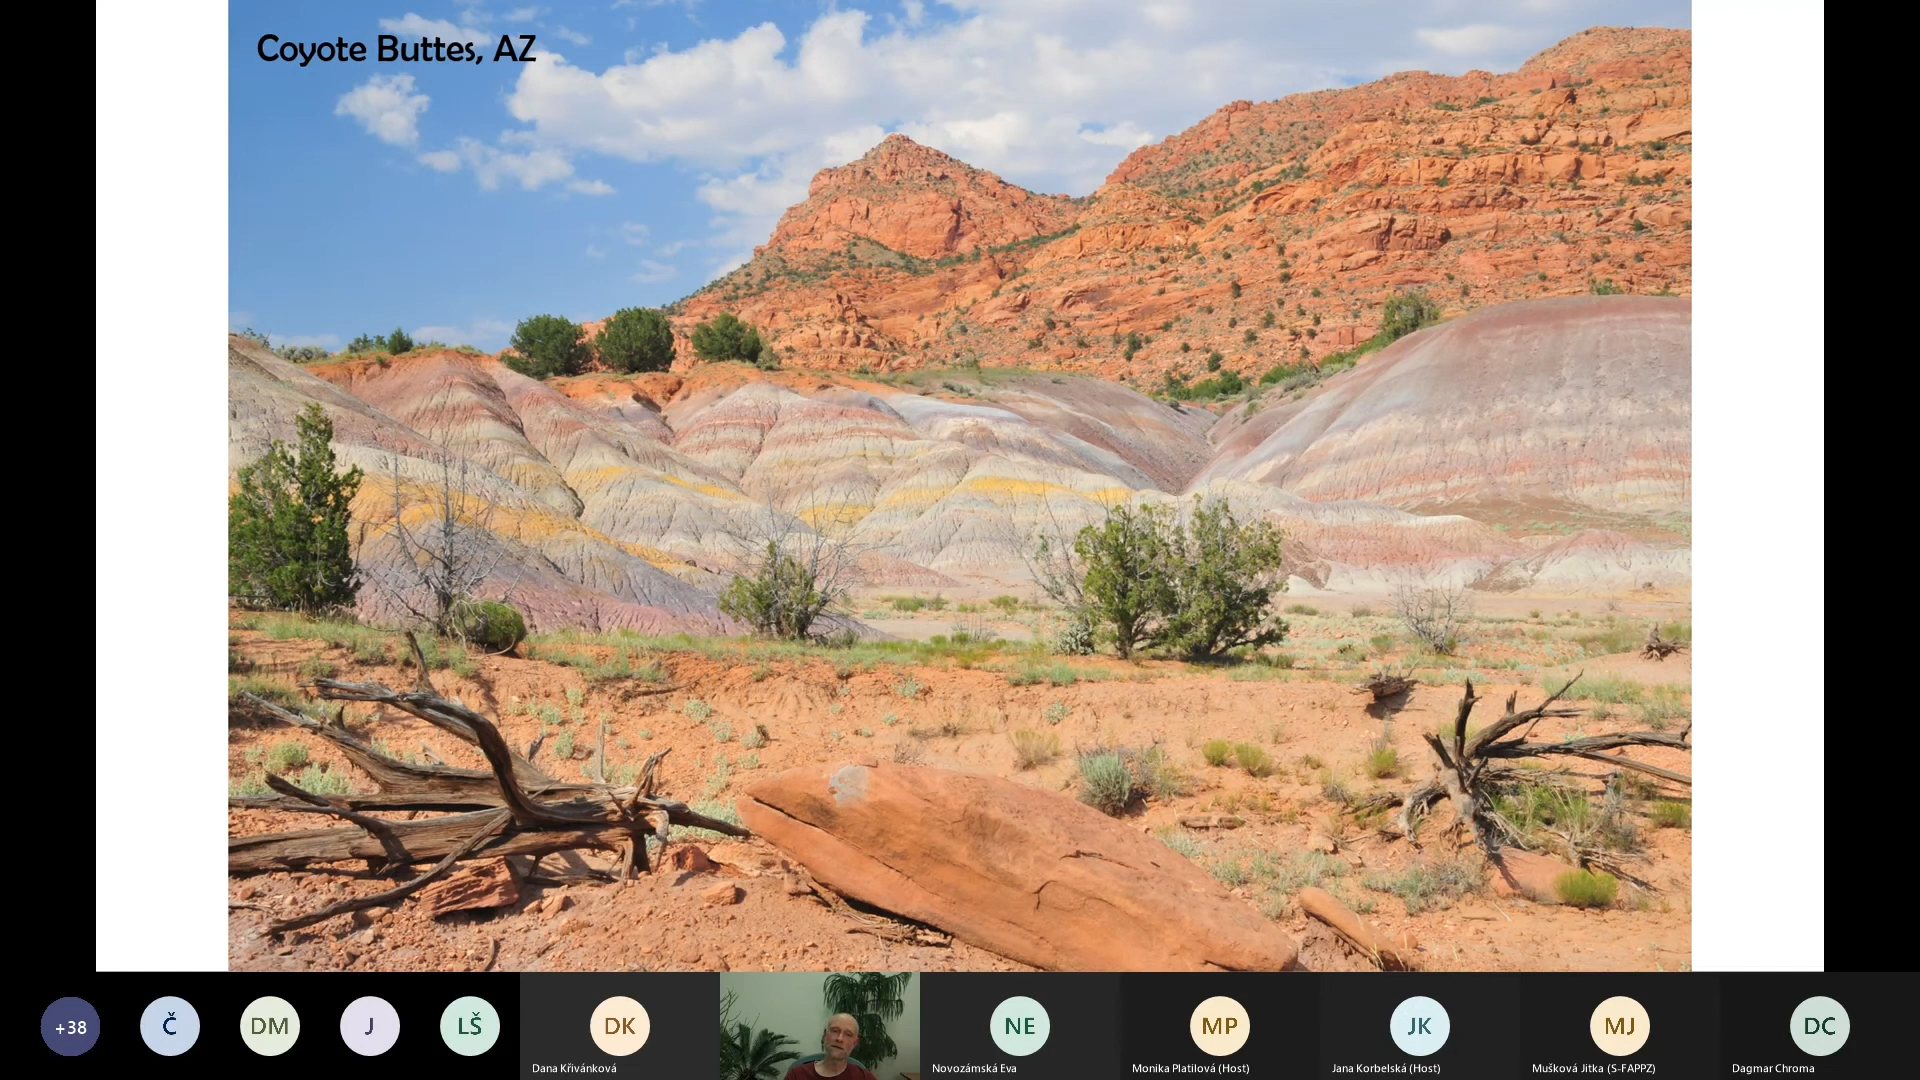 Coyote Buttes, AZ
+38
Č
DM
J
LŠ
DK
NE
MP
JK
MJ
DC
Dana Křivánková
Novozámská Eva
Monika Platilová (Host)
Jana Korbelská (Host)
Mušková Jitka (S-FAPPZ)
Dagmar Chroma